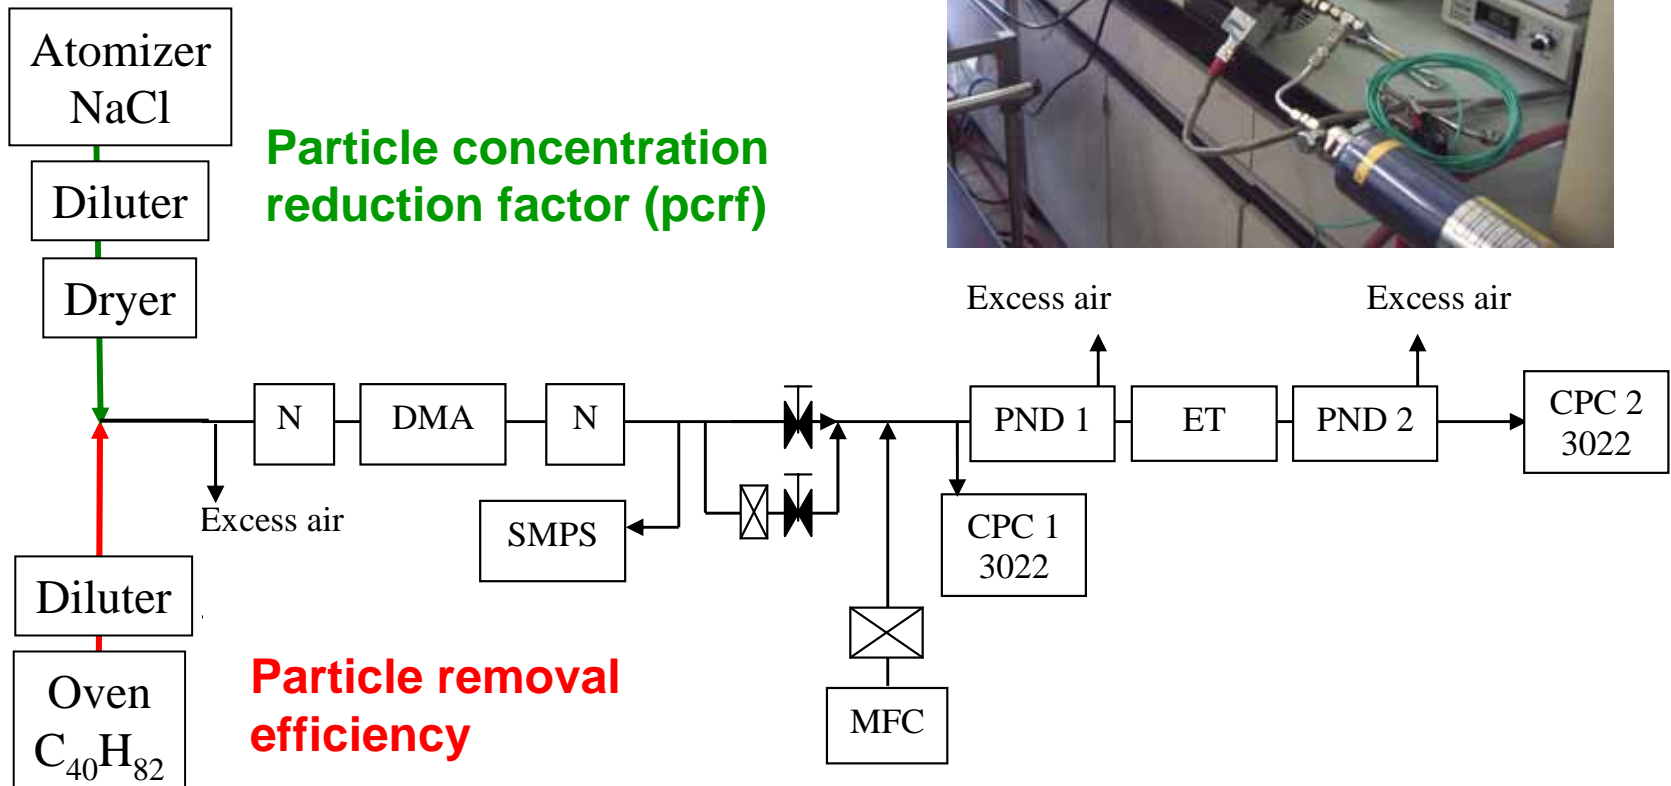 Atomizer
NaCl
Diluter
Dryer
Particle concentration
reduction factor (pcrf)
Excess air
Excess air
N
DMA
N
PND 1
ET
PND 2
CPC 2
3022
Excess air
SMPS
CPC 1
3022
Diluter
Oven
C₄₀H₈₂
Particle removal
efficiency
MFC